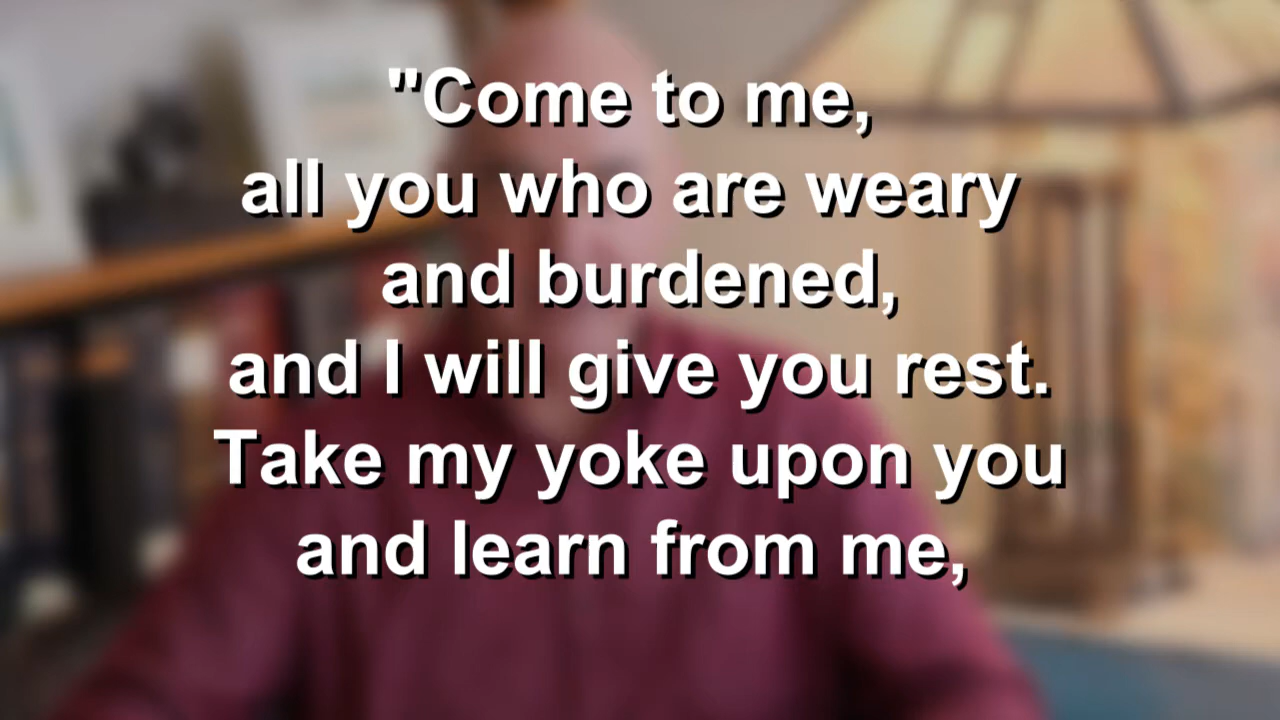 "Come to me,
all you who are weary
and burdened,
and I will give you rest.
Take my yoke upon you
and learn from me,